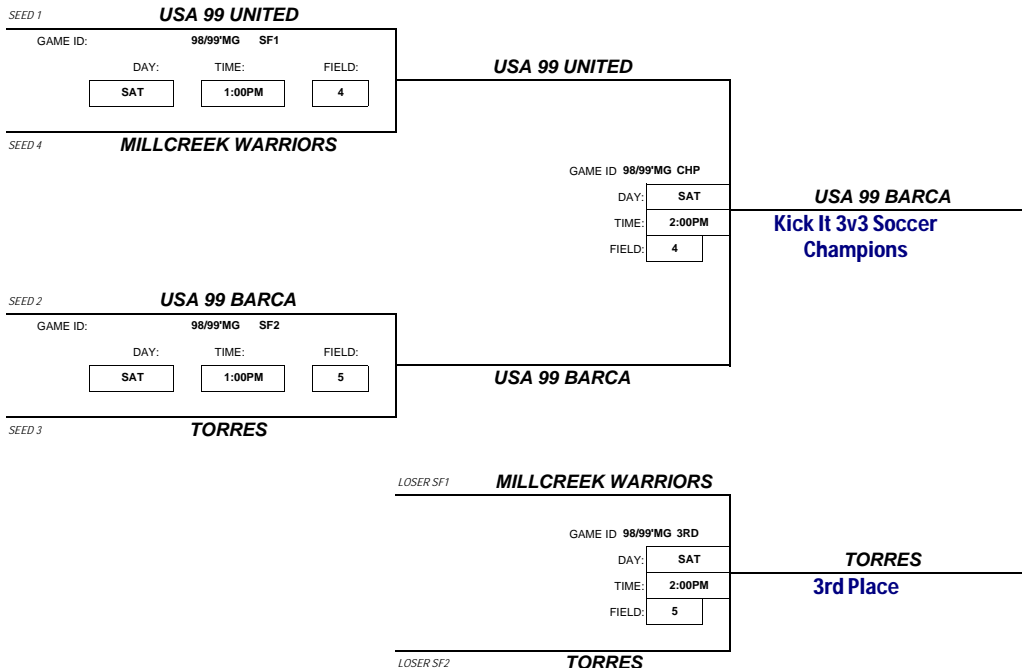 SEED 1 USA 99 UNITED
GAME ID: 98/99'MG SF1
DAY: TIME: FIELD:
SAT 1:00PM 4
USA 99 UNITED
SEED 4 MILLCREEK WARRIORS
GAME ID 98/99'MG CHP
DAY: SAT
TIME: 2:00PM
FIELD: 4
USA 99 BARCA
Kick It 3v3 Soccer
Champions
SEED 2 USA 99 BARCA
GAME ID: 98/99'MG SF2
DAY: TIME: FIELD:
SAT 1:00PM 5
USA 99 BARCA
SEED 3 TORRES
LOSER SF1 MILLCREEK WARRIORS
GAME ID 98/99'MG 3RD
DAY: SAT
TIME: 2:00PM
FIELD: 5
TORRES
3rd Place
LOSER SF2 TORRES